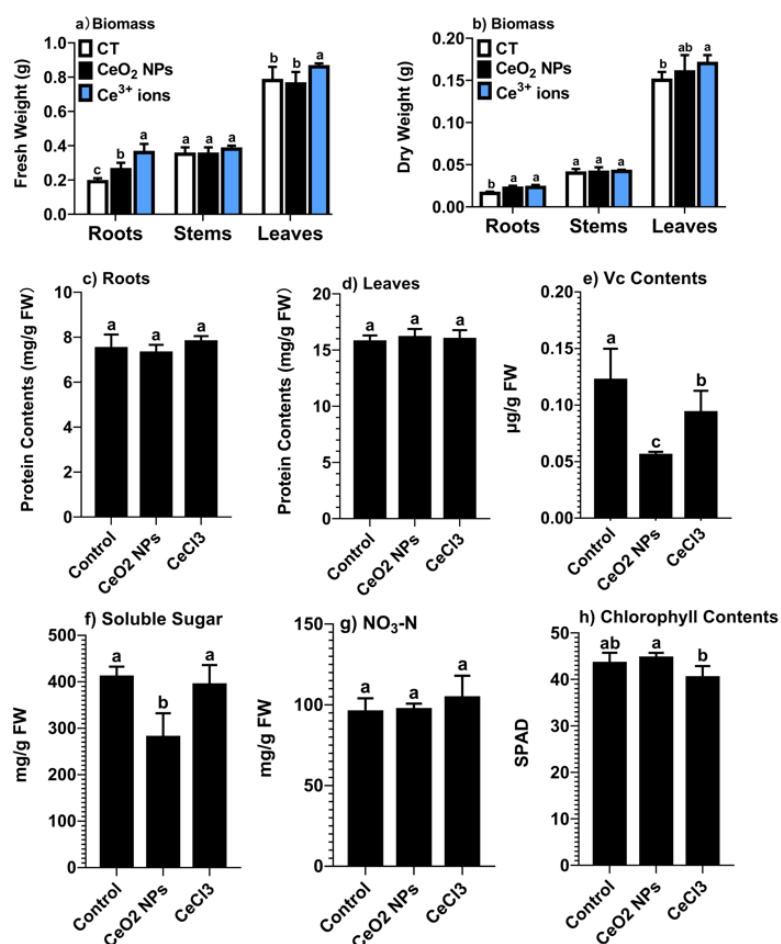 a) Biomass
CT
CeO₂ NPs
Ce³⁺ ions
Fresh Weight (g)
1.0
0.8
0.6
0.4
0.2
0.0
c b a
a a a
b b a
Roots Stems Leaves
b) Biomass
CT
CeO₂ NPs
Ce³⁺ ions
Dry Weight (g)
0.20
0.15
0.10
0.05
0.00
b a a
a a a
b ab a
Roots Stems Leaves
c) Roots
Protein Contents (mg/g FW)
10
8
6
4
2
0
a a a
Control CeO2 NPs CeCl3
d) Leaves
Protein Contents (mg/g FW)
20
15
10
5
0
a a a
Control CeO2 NPs CeCl3
e) Vc Contents
µg/g FW
0.20
0.15
0.10
0.05
0.00
a c b
Control CeO2 NPs CeCl3
f) Soluble Sugar
mg/g FW
500
400
300
200
100
0
a b a
Control CeO2 NPs CeCl3
g) NO₃-N
mg/g FW
150
100
50
0
a a a
Control CeO2 NPs CeCl3
h) Chlorophyll Contents
SPAD
50
40
30
20
10
0
ab a b
Control CeO2 NPs CeCl3